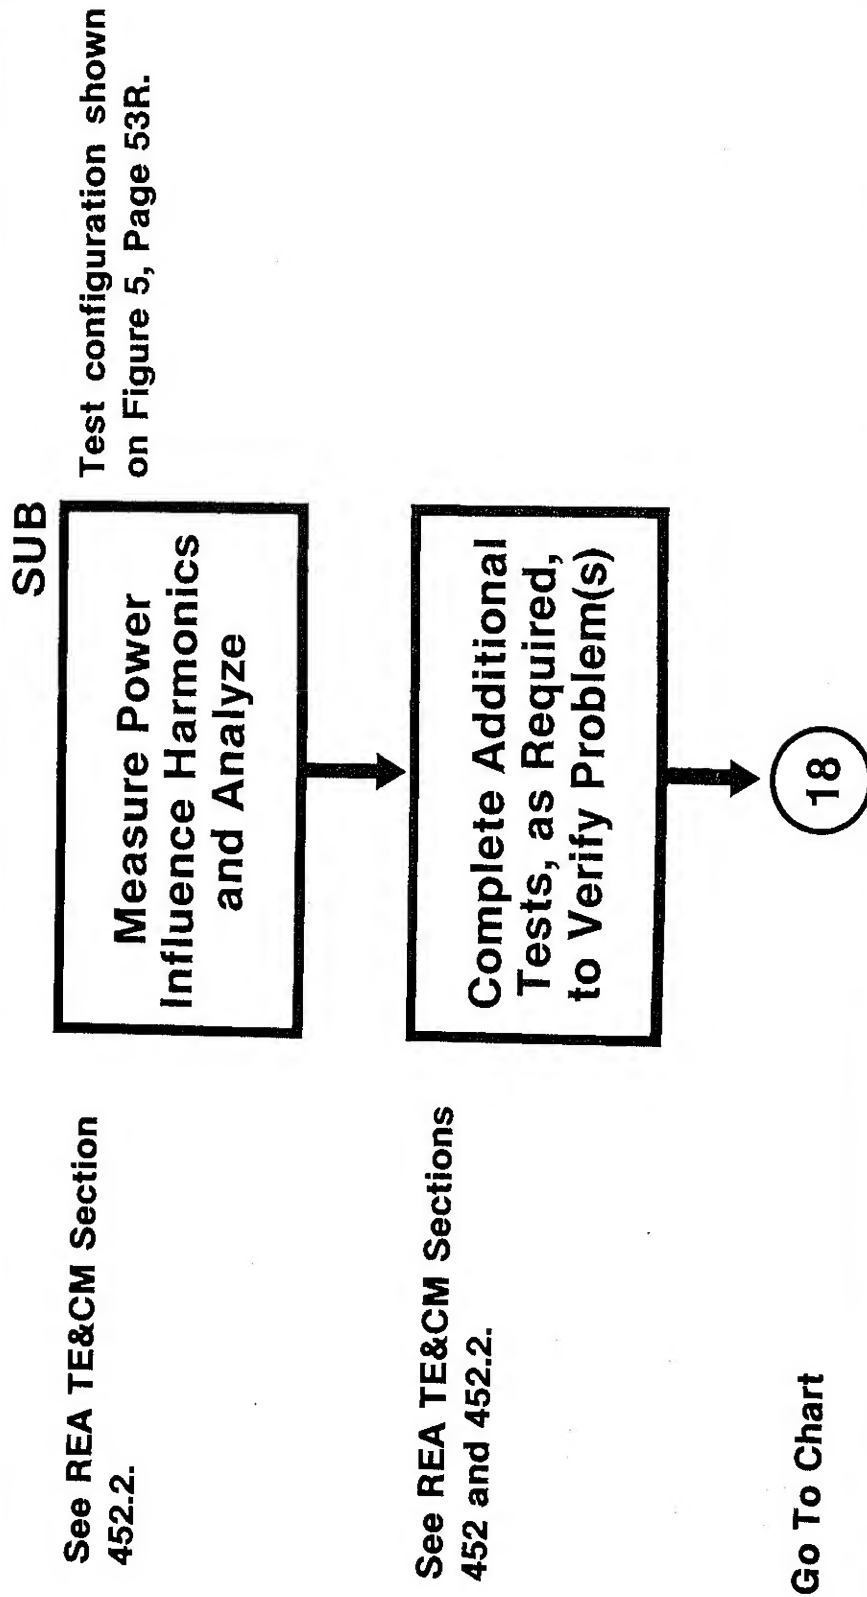 SUB
See REA TE&CM Section
452.2.
Measure Power
Influence Harmonics
and Analyze
Test configuration shown
on Figure 5, Page 53R.
See REA TE&CM Sections
452 and 452.2.
Complete Additional
Tests, as Required,
to Verify Problem(s)
Go To Chart
18